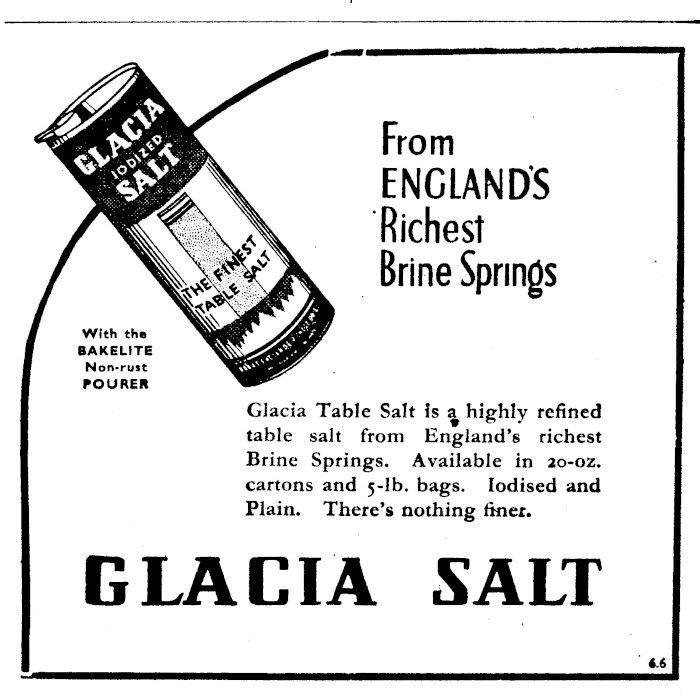 GLACIA
IODIZED
SALT
THE FINEST
TABLE SALT
From
ENGLAND'S
Richest
Brine Springs
With the
BAKELITE
Non-rust
POURER
Glacia Table Salt is a highly refined
table salt from England's richest
Brine Springs. Available in 20-oz.
cartons and 5-lb. bags. Iodised and
Plain. There's nothing finer.
GLACIA SALT
6.6